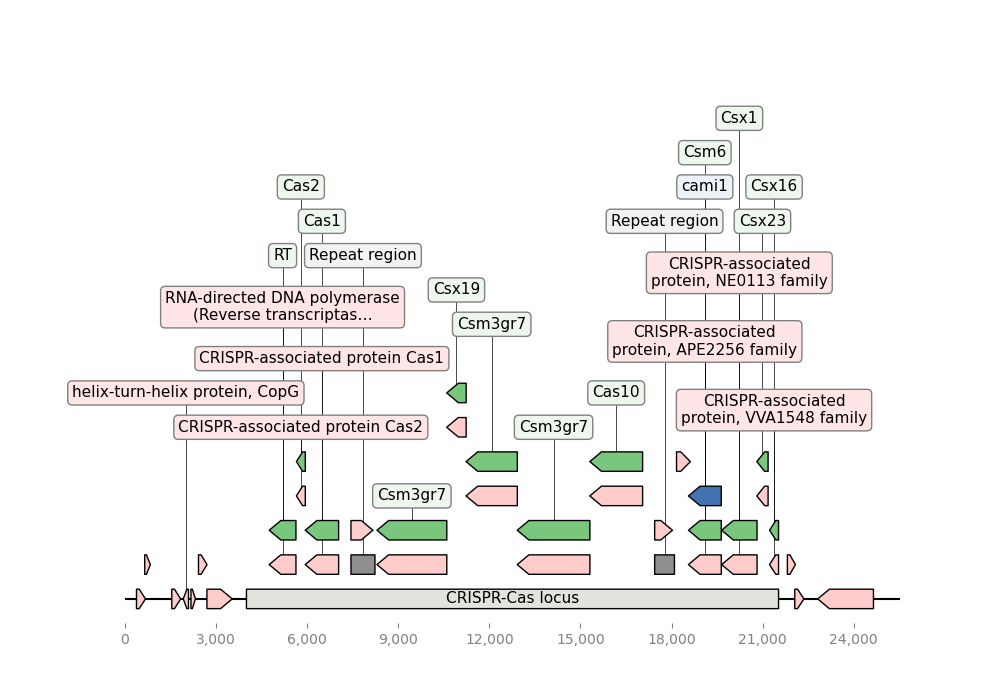 Csx1
Csm6
Cas2
cami1
Csx16
Cas1
Repeat region
Csx23
RT
Repeat region
CRISPR-associated
protein, NE0113 family
RNA-directed DNA polymerase
(Reverse transcriptas...
Csx19
Csm3gr7
CRISPR-associated
protein, APE2256 family
CRISPR-associated protein Cas1
helix-turn-helix protein, CopG
Cas10
CRISPR-associated
protein, VVA1548 family
CRISPR-associated protein Cas2
Csm3gr7
Csm3gr7
CRISPR-Cas locus
0 3,000 6,000 9,000 12,000 15,000 18,000 21,000 24,000